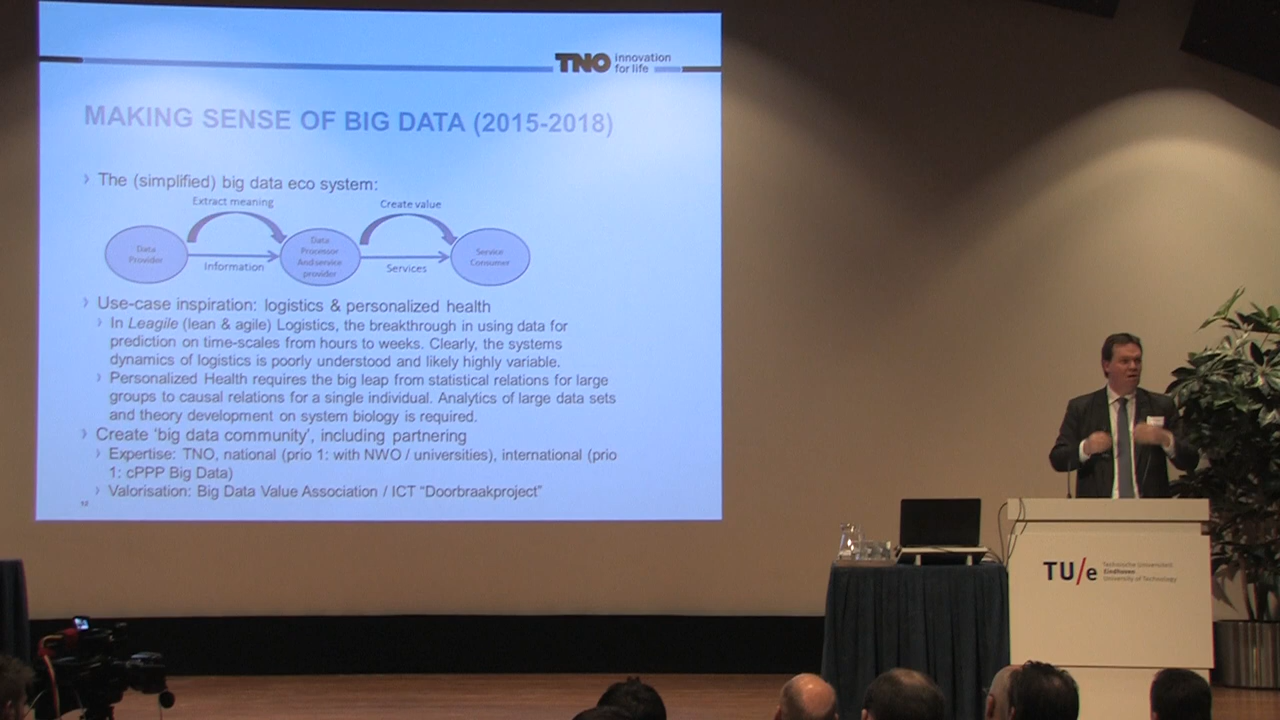 TNO innovation
for life
MAKING SENSE OF BIG DATA (2015-2018)
› The (simplified) big data eco system:
Extract meaning
Create value
Data
Provider
Information
Data
Processor
And service
provider
Services
Service
Consumer
› Use-case inspiration: logistics & personalized health
› In Leagile (lean & agile) Logistics, the breakthrough in using data for
prediction on time-scales from hours to weeks. Clearly, the systems
dynamics of logistics is poorly understood and likely highly variable.
› Personalized Health requires the big leap from statistical relations for large
groups to causal relations for a single individual. Analytics of large data sets
and theory development on system biology is required.
› Create 'big data community', including partnering
› Expertise: TNO, national (prio 1: with NWO / universities), international (prio
1: cPPP Big Data)
› Valorisation: Big Data Value Association / ICT “Doorbraakproject”
TU/e
Technische Universiteit
Eindhoven
University of Technology